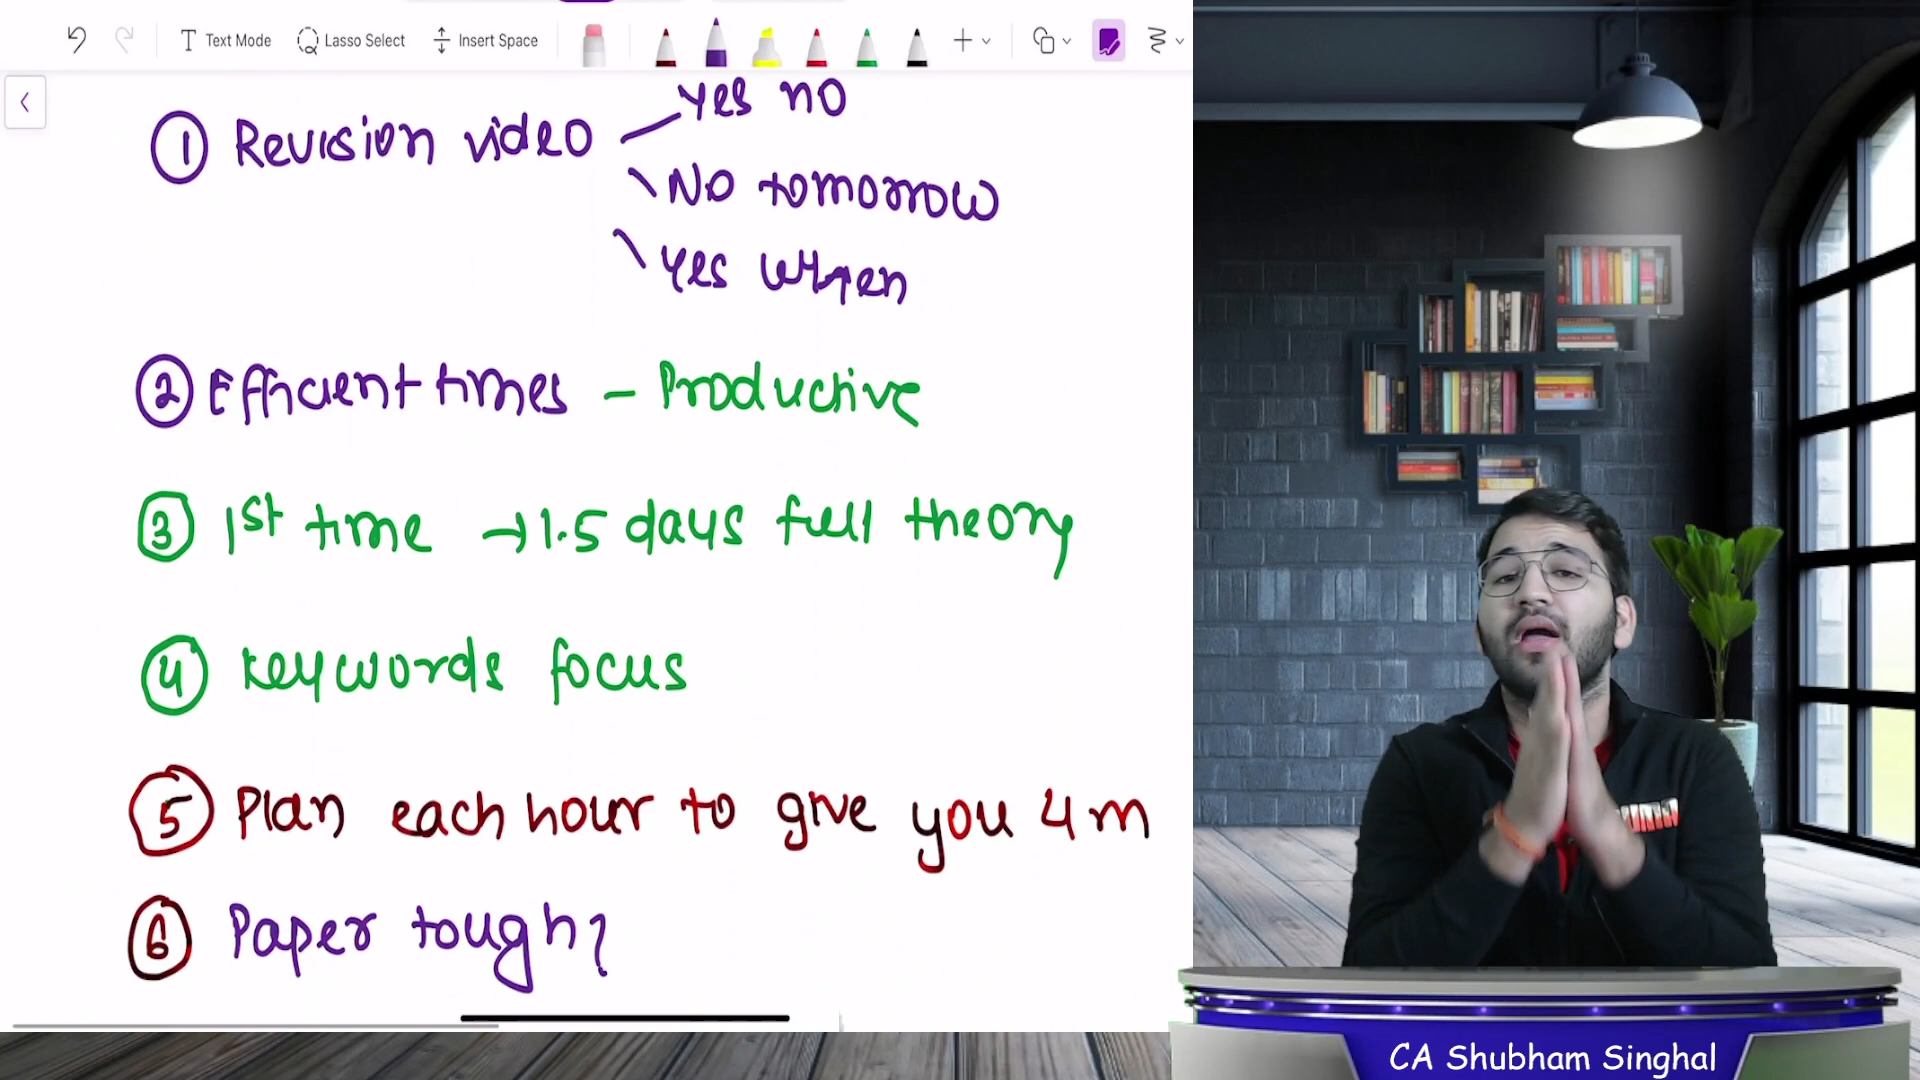 Text Mode Lasso Select Insert Space
① Revision video Yes no
No tomorrow
Yes when
② Efficient times – Productive
③ 1st time → 1.5 days full theory
④ Keywords focus
⑤ Plan each hour to give you 4m
⑥ Paper tough?
CA Shubham Singhal